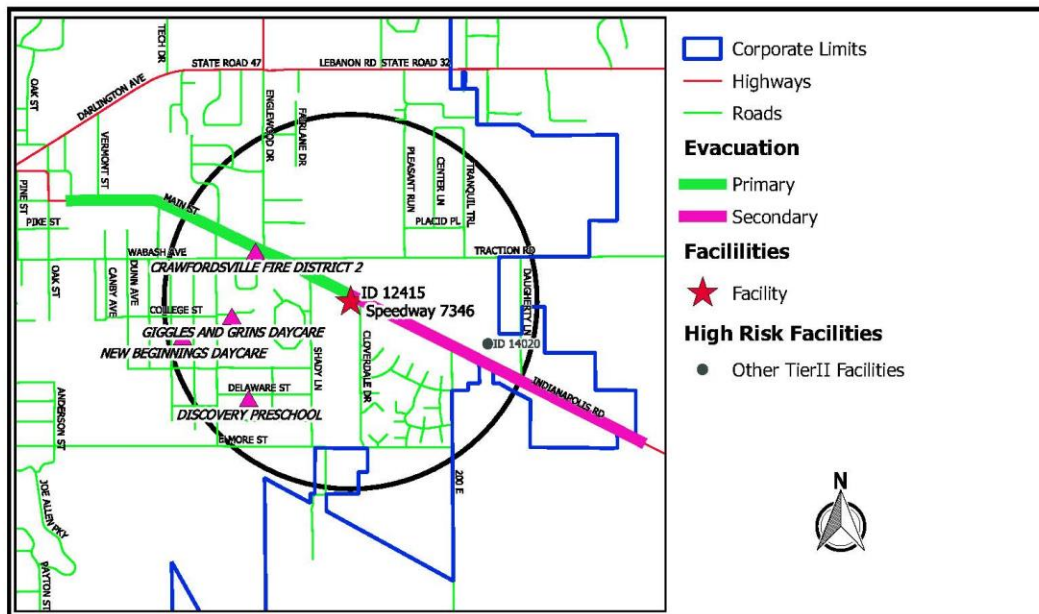 TECH DR
STATE ROAD 47
LEBANON RD STATE ROAD 32
OAK ST
DARLINGTON AVE
ENGLEWOOD DR
FAIRLANE DR
VERMONT ST
PLEASANT RUN
CENTER LN
TRANQUIL TRL
PINE ST
MAIN ST
PIKE ST
PLACID PL
WABASH AVE
TRACTION RD
CRAWFORDSVILLE FIRE DISTRICT 2
OAK ST
CANBY AVE
DUNN AVE
ID 12415
Speedway 7346
DAUGHERTY LN
COLLEGE ST
GIGGLES AND GRINS DAYCARE
ID 14020
NEW BEGINNINGS DAYCARE
SHADY LN
CLOVERDALE DR
DELAWARE ST
INDIANAPOLIS RD
DISCOVERY PRESCHOOL
ANDERSON ST
ELMORE ST
200 E
JOE ALLEN PKY
PAYTON ST
Corporate Limits
Highways
Roads
Evacuation
Primary
Secondary
Facililities
Facility
High Risk Facilities
Other TierII Facilities
N